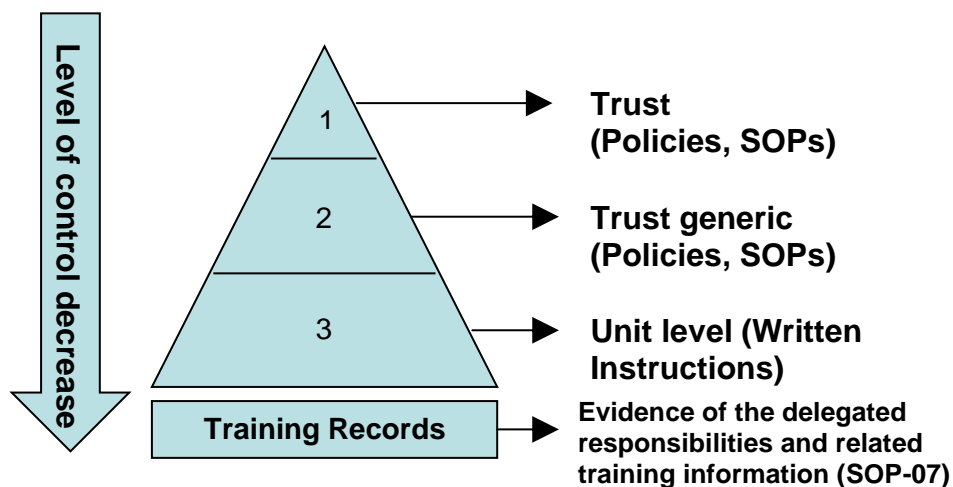 Level of control decrease
1
Trust
(Policies, SOPs)
2
Trust generic
(Policies, SOPs)
3
Unit level (Written
Instructions)
Training Records
Evidence of the delegated
responsibilities and related
training information (SOP-07)